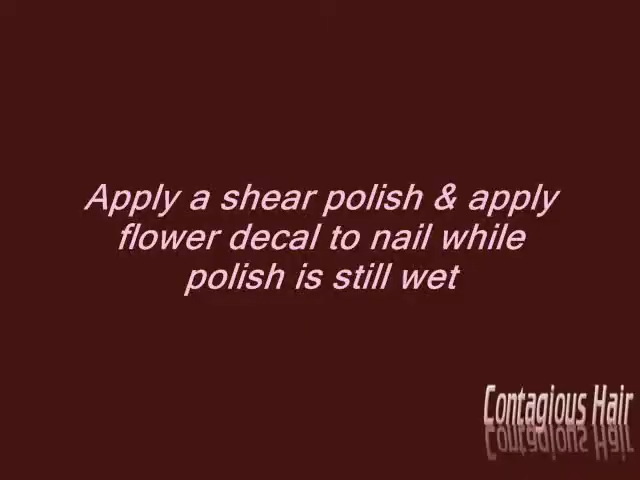 Apply a shear polish & apply
flower decal to nail while
polish is still wet
Contagious Hair